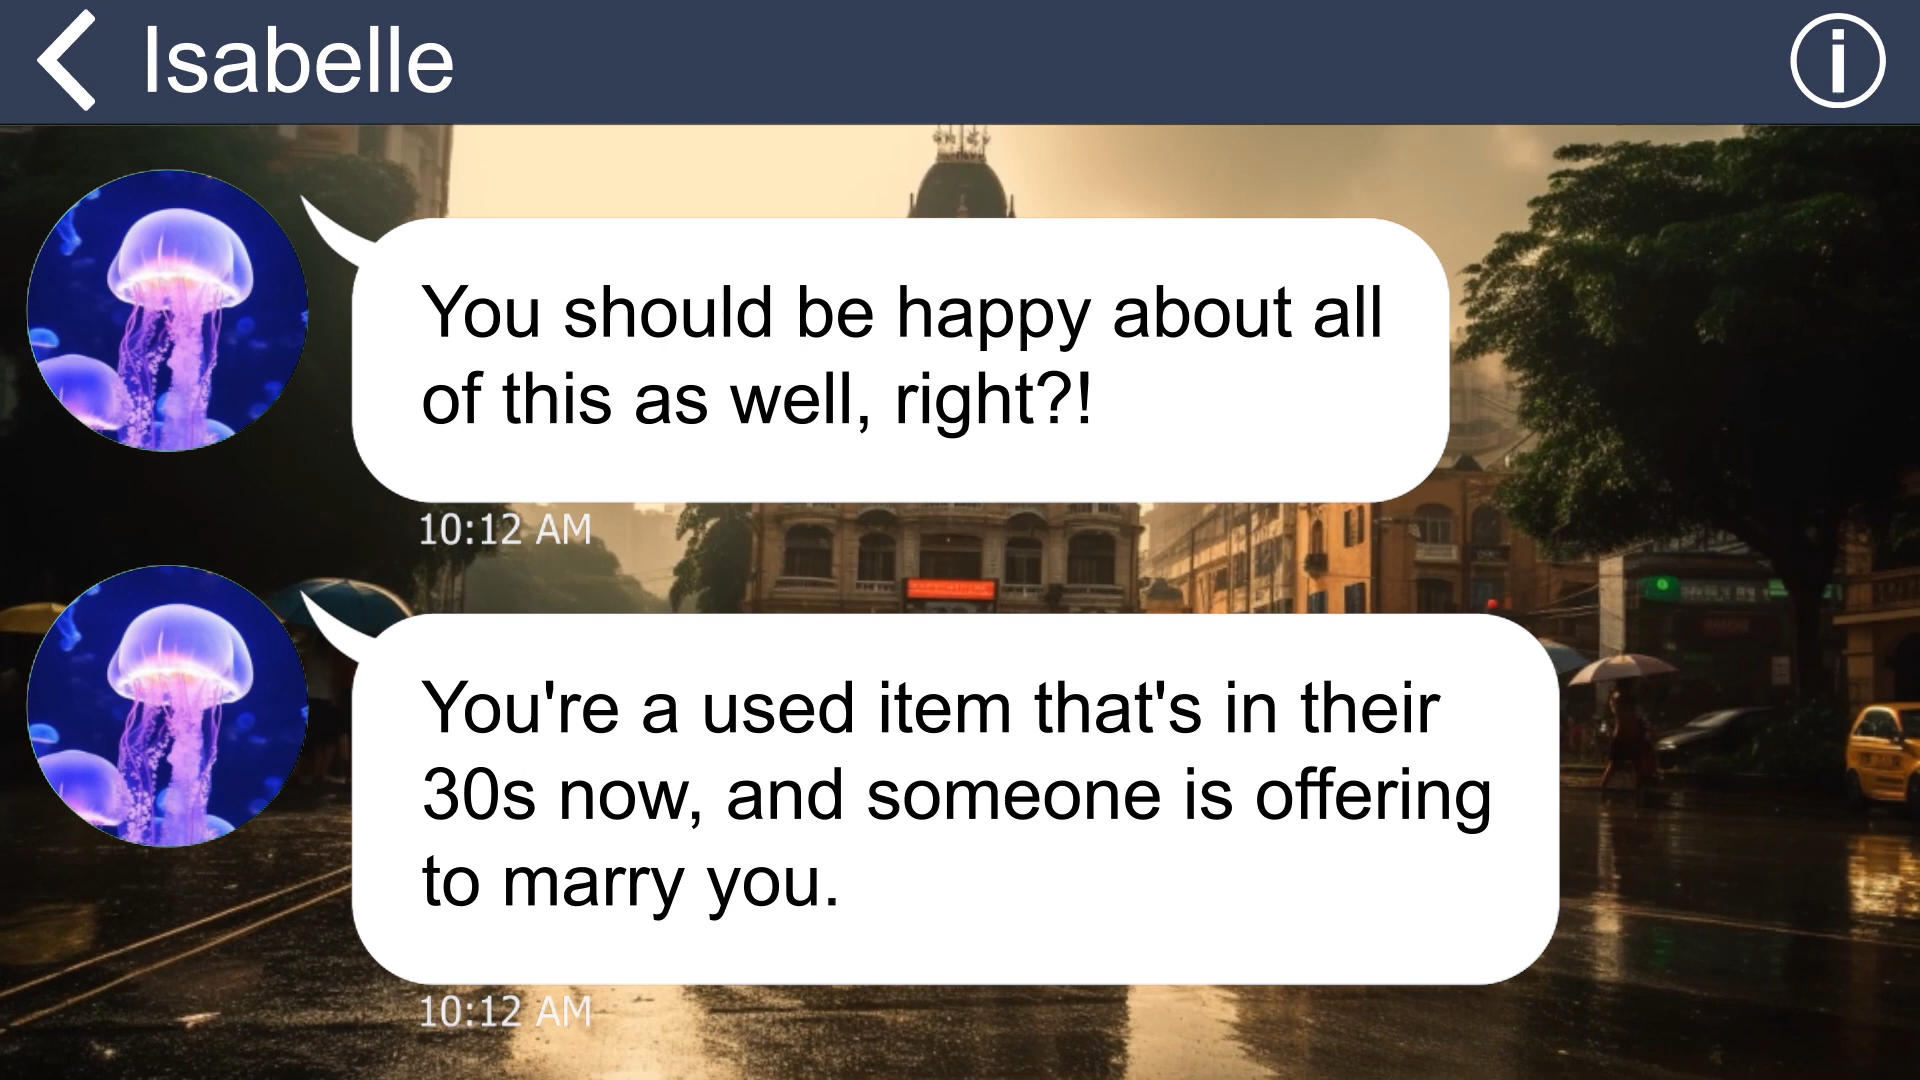 Isabelle
You should be happy about all
of this as well, right?!
10:12 AM
You're a used item that's in their
30s now, and someone is offering
to marry you.
10:12 AM